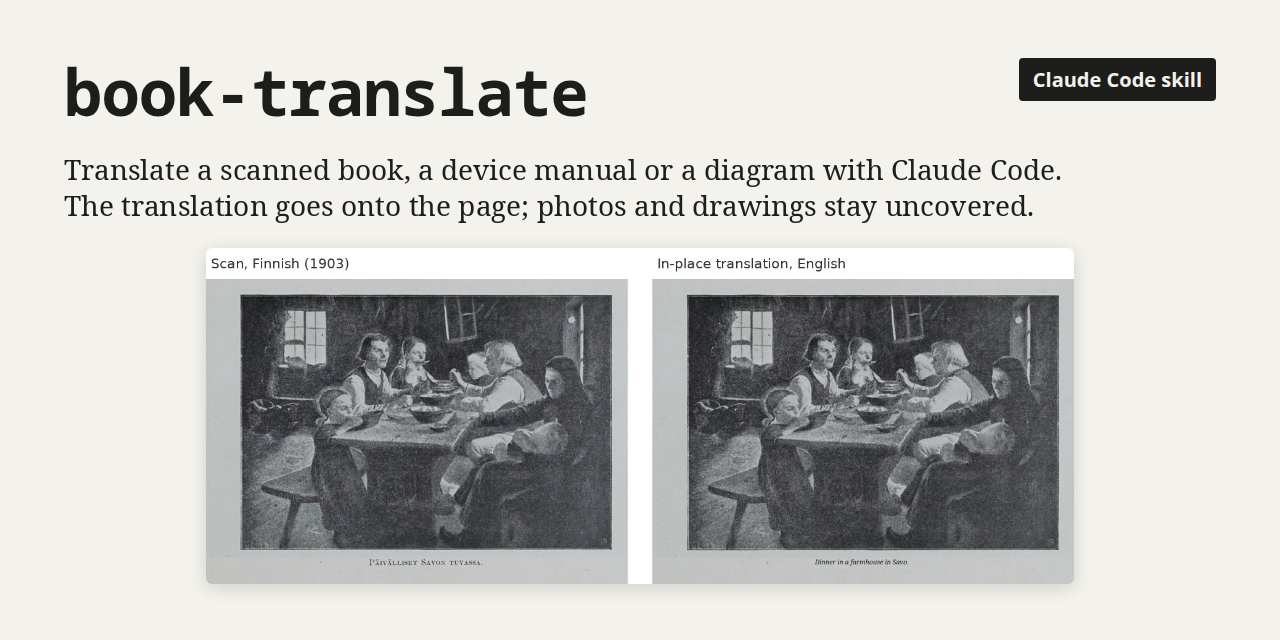 book-translate
Claude Code skill
Translate a scanned book, a device manual or a diagram with Claude Code.
The translation goes onto the page; photos and drawings stay uncovered.
Scan, Finnish (1903)
In-place translation, English
Päivälliset Savon tuvassa.
Dinner in a farmhouse in Savo.